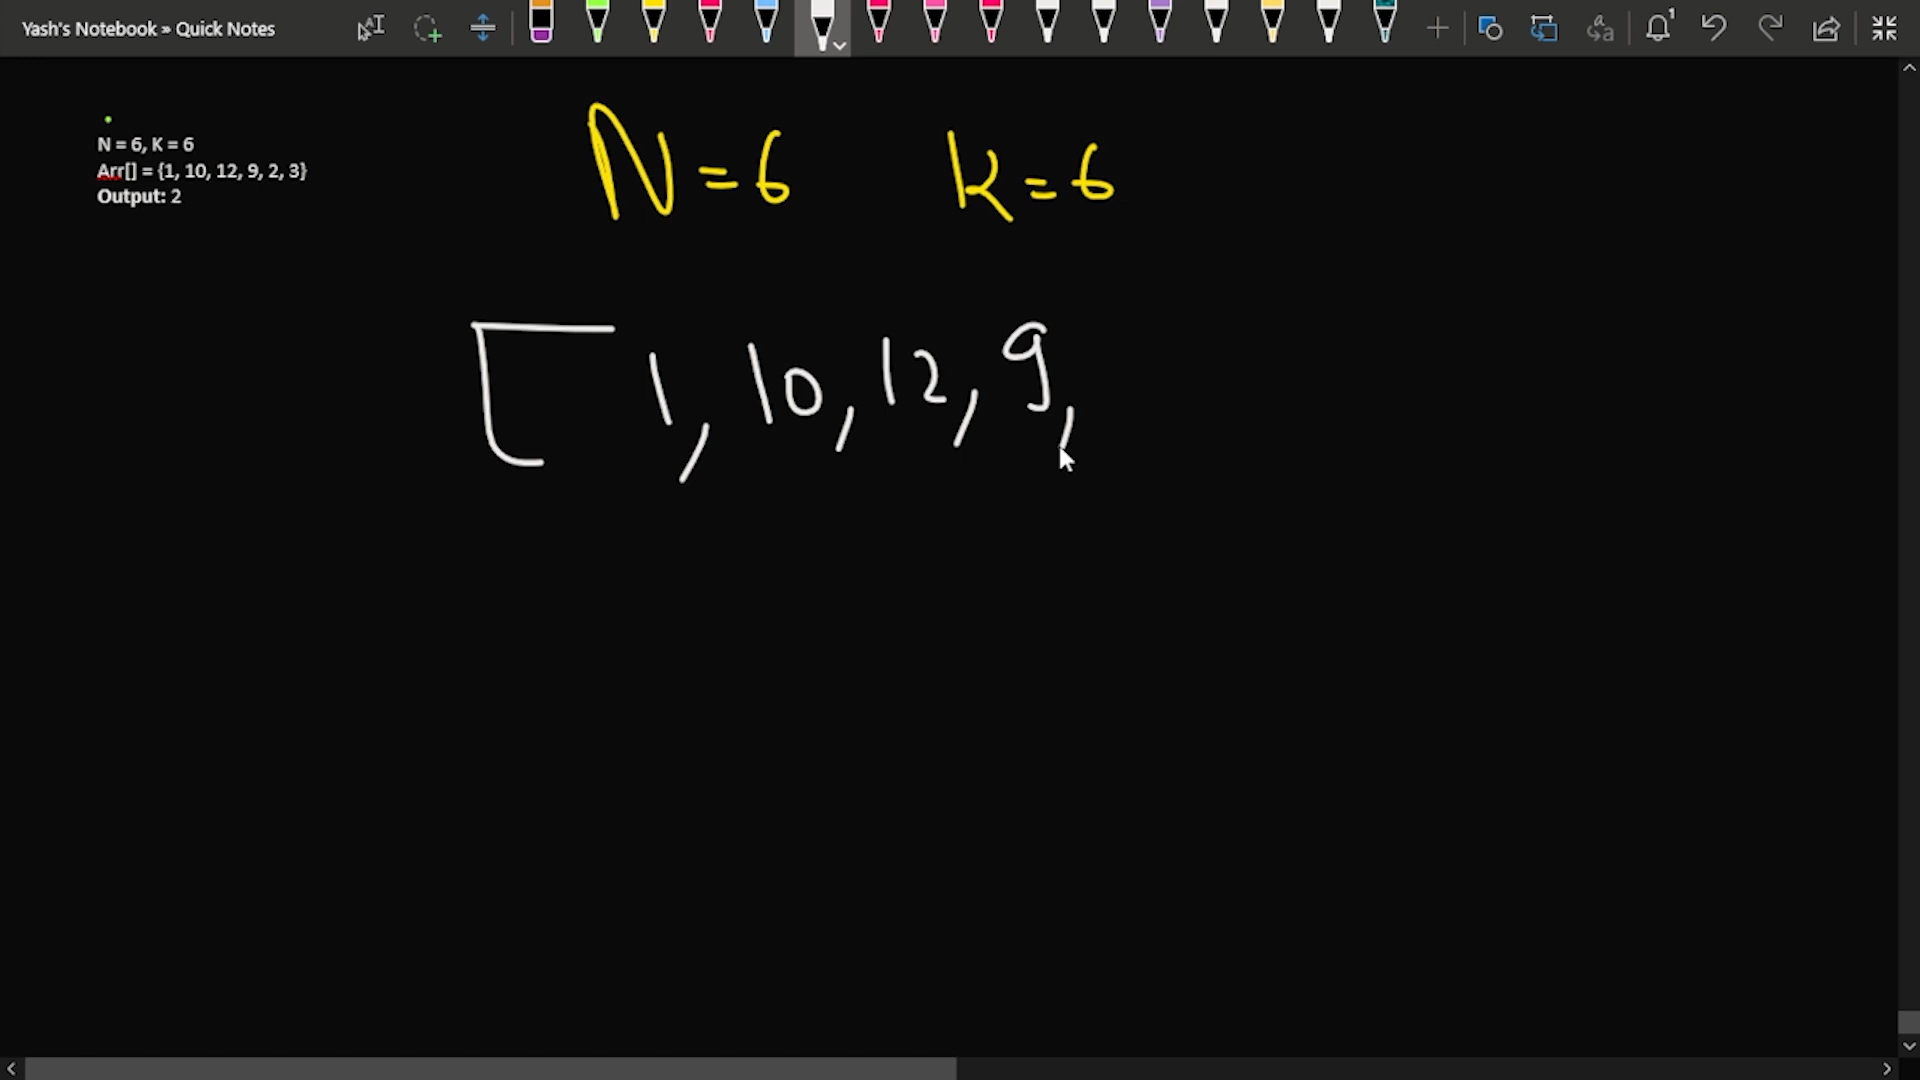 Yash's Notebook » Quick Notes
N = 6, K = 6
Arr[] = {1, 10, 12, 9, 2, 3}
Output: 2
N = 6 K = 6
[ 1, 10, 12, 9,